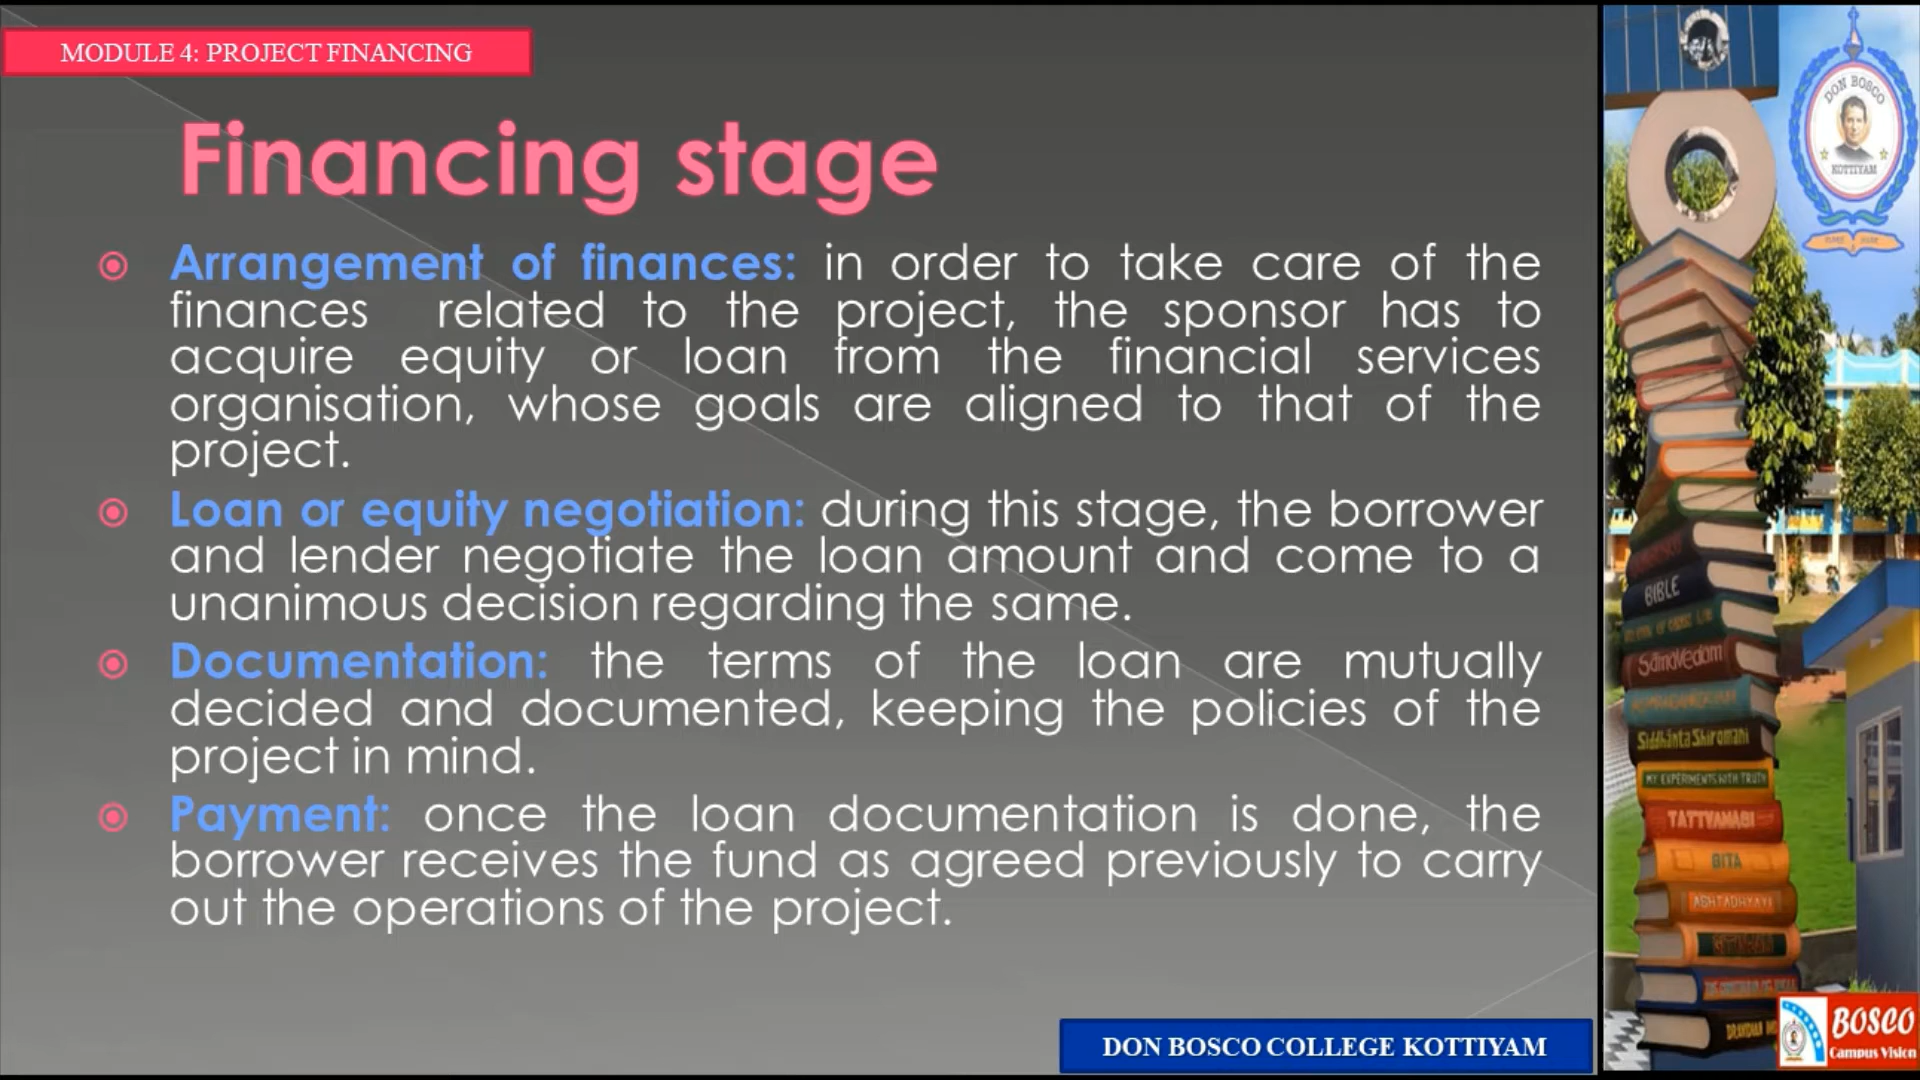 MODULE 4: PROJECT FINANCING
Financing stage
Arrangement of finances: in order to take care of the
finances related to the project, the sponsor has to
acquire equity or loan from the financial services
organisation, whose goals are aligned to that of the
project.
Loan or equity negotiation: during this stage, the borrower
and lender negotiate the loan amount and come to a
unanimous decision regarding the same.
Documentation: the terms of the loan are mutually
decided and documented, keeping the policies of the
project in mind.
Payment: once the loan documentation is done, the
borrower receives the fund as agreed previously to carry
out the operations of the project.
DON BOSCO COLLEGE KOTTIYAM
DON BOSCO
KOTTIYAM
BIBLE
SamaVedam
Siddhanta Shiromani
MY EXPERIMENTS WITH TRUTH
BOSCO
Campus Vision